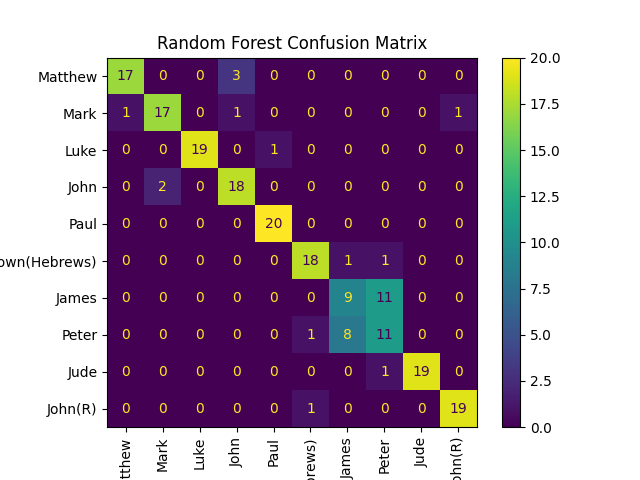 Random Forest Confusion Matrix
Matthew 17 0 0 3 0 0 0 0 0 0
Mark 1 17 0 1 0 0 0 0 0 1
Luke 0 0 19 0 1 0 0 0 0 0
John 0 2 0 18 0 0 0 0 0 0
Paul 0 0 0 0 20 0 0 0 0 0
own(Hebrews) 0 0 0 0 0 18 1 1 0 0
James 0 0 0 0 0 0 9 11 0 0
Peter 0 0 0 0 0 1 8 11 0 0
Jude 0 0 0 0 0 0 0 1 19 0
John(R) 0 0 0 0 0 1 0 0 0 19
tthew Mark Luke John Paul brews) James Peter Jude ohn(R)
20.0
17.5
15.0
12.5
10.0
7.5
5.0
2.5
0.0